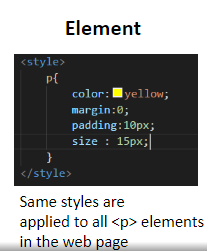 Element
<style>
p{
color:yellow;
margin:0;
padding:10px;
size : 15px;
}
</style>
Same styles are
applied to all <p> elements
in the web page